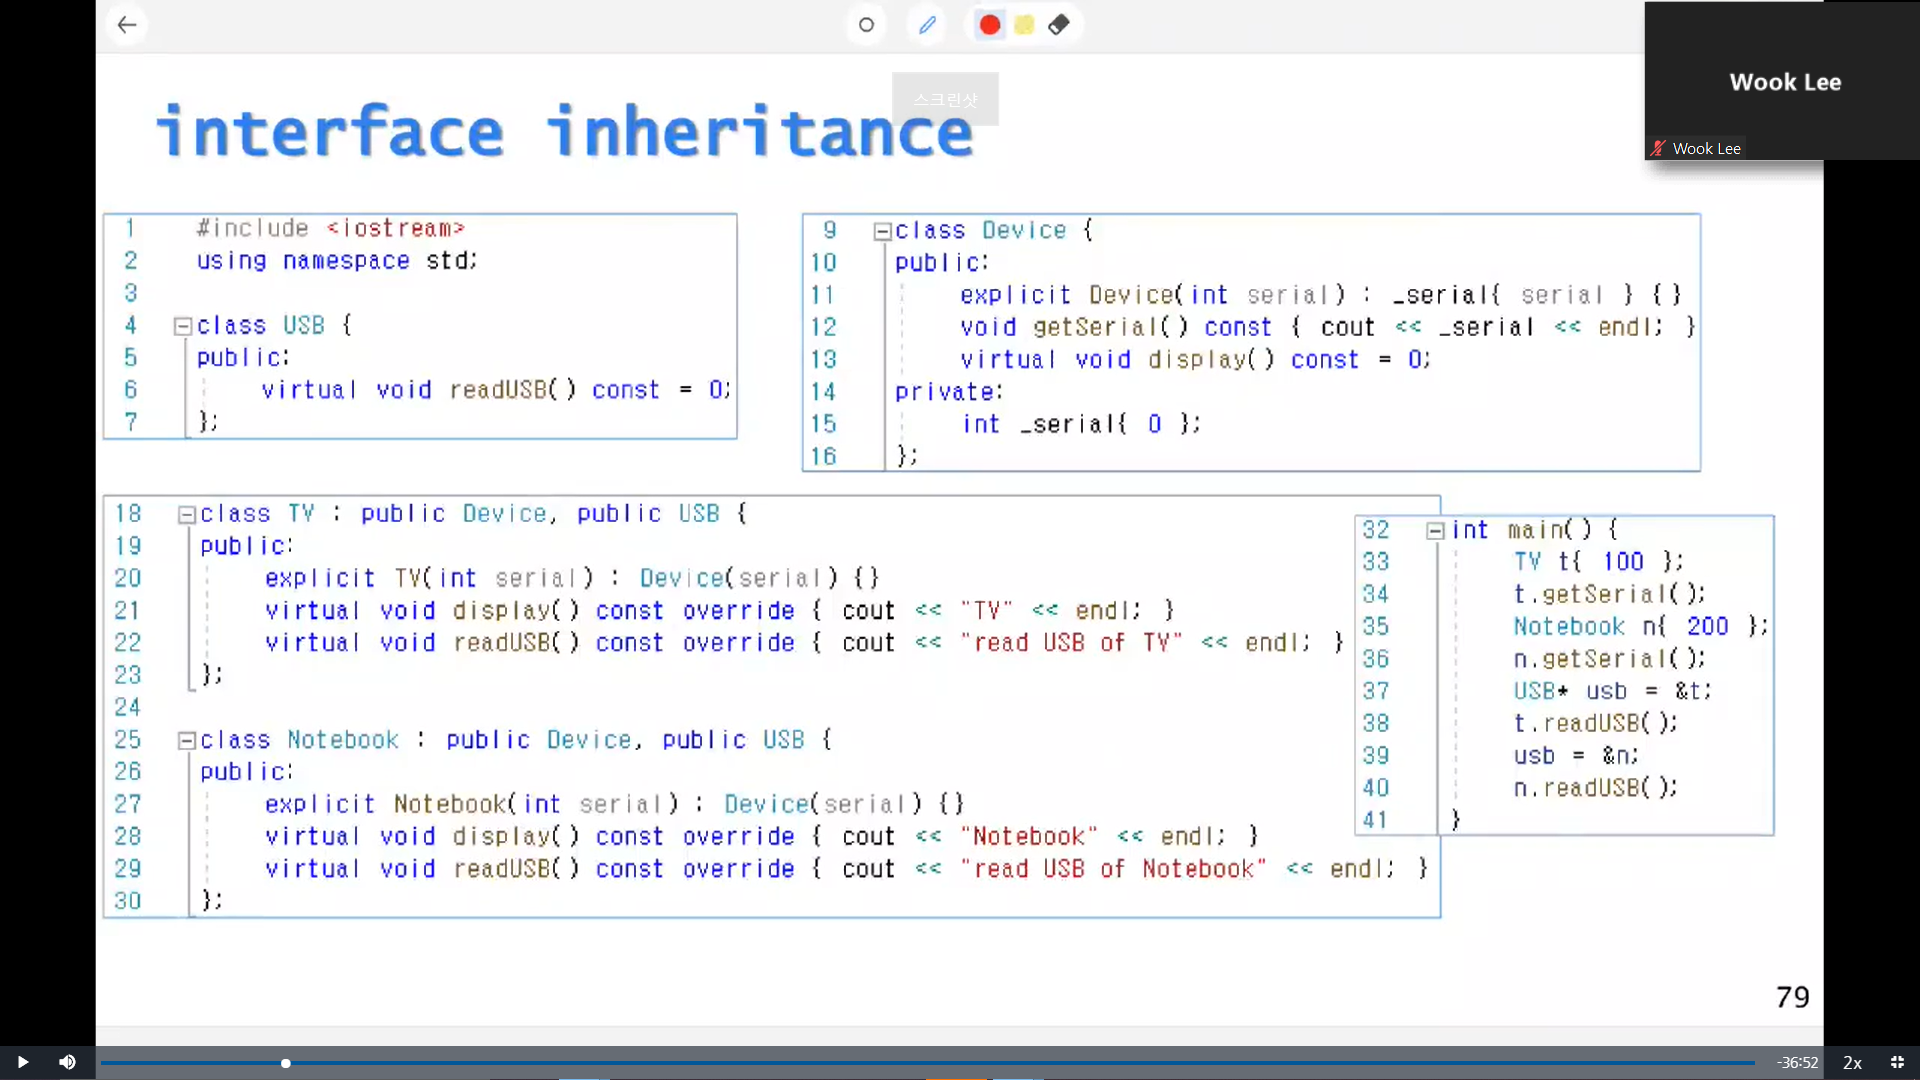 Wook Lee
Wook Lee
스크린샷
interface inheritance
1 #include <iostream>
2 using namespace std;
3
4 class USB {
5 public:
6 virtual void readUSB() const = 0;
7 };
9 class Device {
10 public:
11 explicit Device(int serial) : _serial{ serial } {}
12 void getSerial() const { cout << _serial << endl; }
13 virtual void display() const = 0;
14 private:
15 int _serial{ 0 };
16 };
18 class TV : public Device, public USB {
19 public:
20 explicit TV(int serial) : Device(serial) {}
21 virtual void display() const override { cout << "TV" << endl; }
22 virtual void readUSB() const override { cout << "read USB of TV" << endl; }
23 };
24
25 class Notebook : public Device, public USB {
26 public:
27 explicit Notebook(int serial) : Device(serial) {}
28 virtual void display() const override { cout << "Notebook" << endl; }
29 virtual void readUSB() const override { cout << "read USB of Notebook" << endl; }
30 };
32 int main() {
33 TV t{ 100 };
34 t.getSerial();
35 Notebook n{ 200 };
36 n.getSerial();
37 USB* usb = &t;
38 t.readUSB();
39 usb = &n;
40 n.readUSB();
41 }
79
-36:52
2x